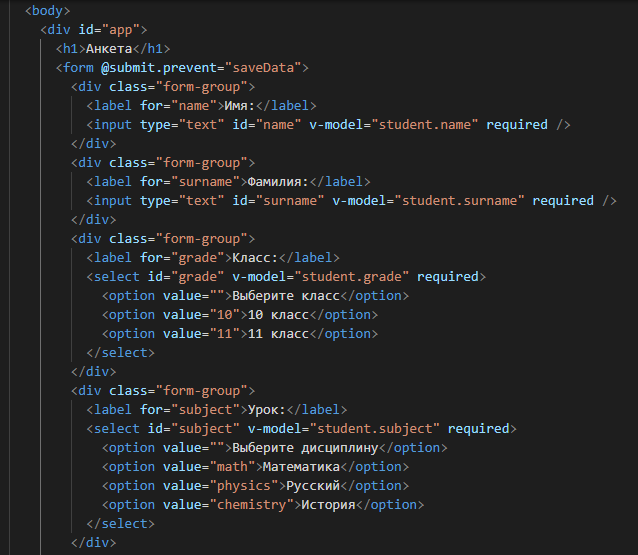 <body>
<div id="app">
<h1>Анкета</h1>
<form @submit.prevent="saveData">
<div class="form-group">
<label for="name">Имя:</label>
<input type="text" id="name" v-model="student.name" required />
</div>
<div class="form-group">
<label for="surname">Фамилия:</label>
<input type="text" id="surname" v-model="student.surname" required />
</div>
<div class="form-group">
<label for="grade">Класс:</label>
<select id="grade" v-model="student.grade" required>
<option value="">Выберите класс</option>
<option value="10">10 класс</option>
<option value="11">11 класс</option>
</select>
</div>
<div class="form-group">
<label for="subject">Урок:</label>
<select id="subject" v-model="student.subject" required>
<option value="">Выберите дисциплину</option>
<option value="math">Математика</option>
<option value="physics">Русский</option>
<option value="chemistry">История</option>
</select>
</div>